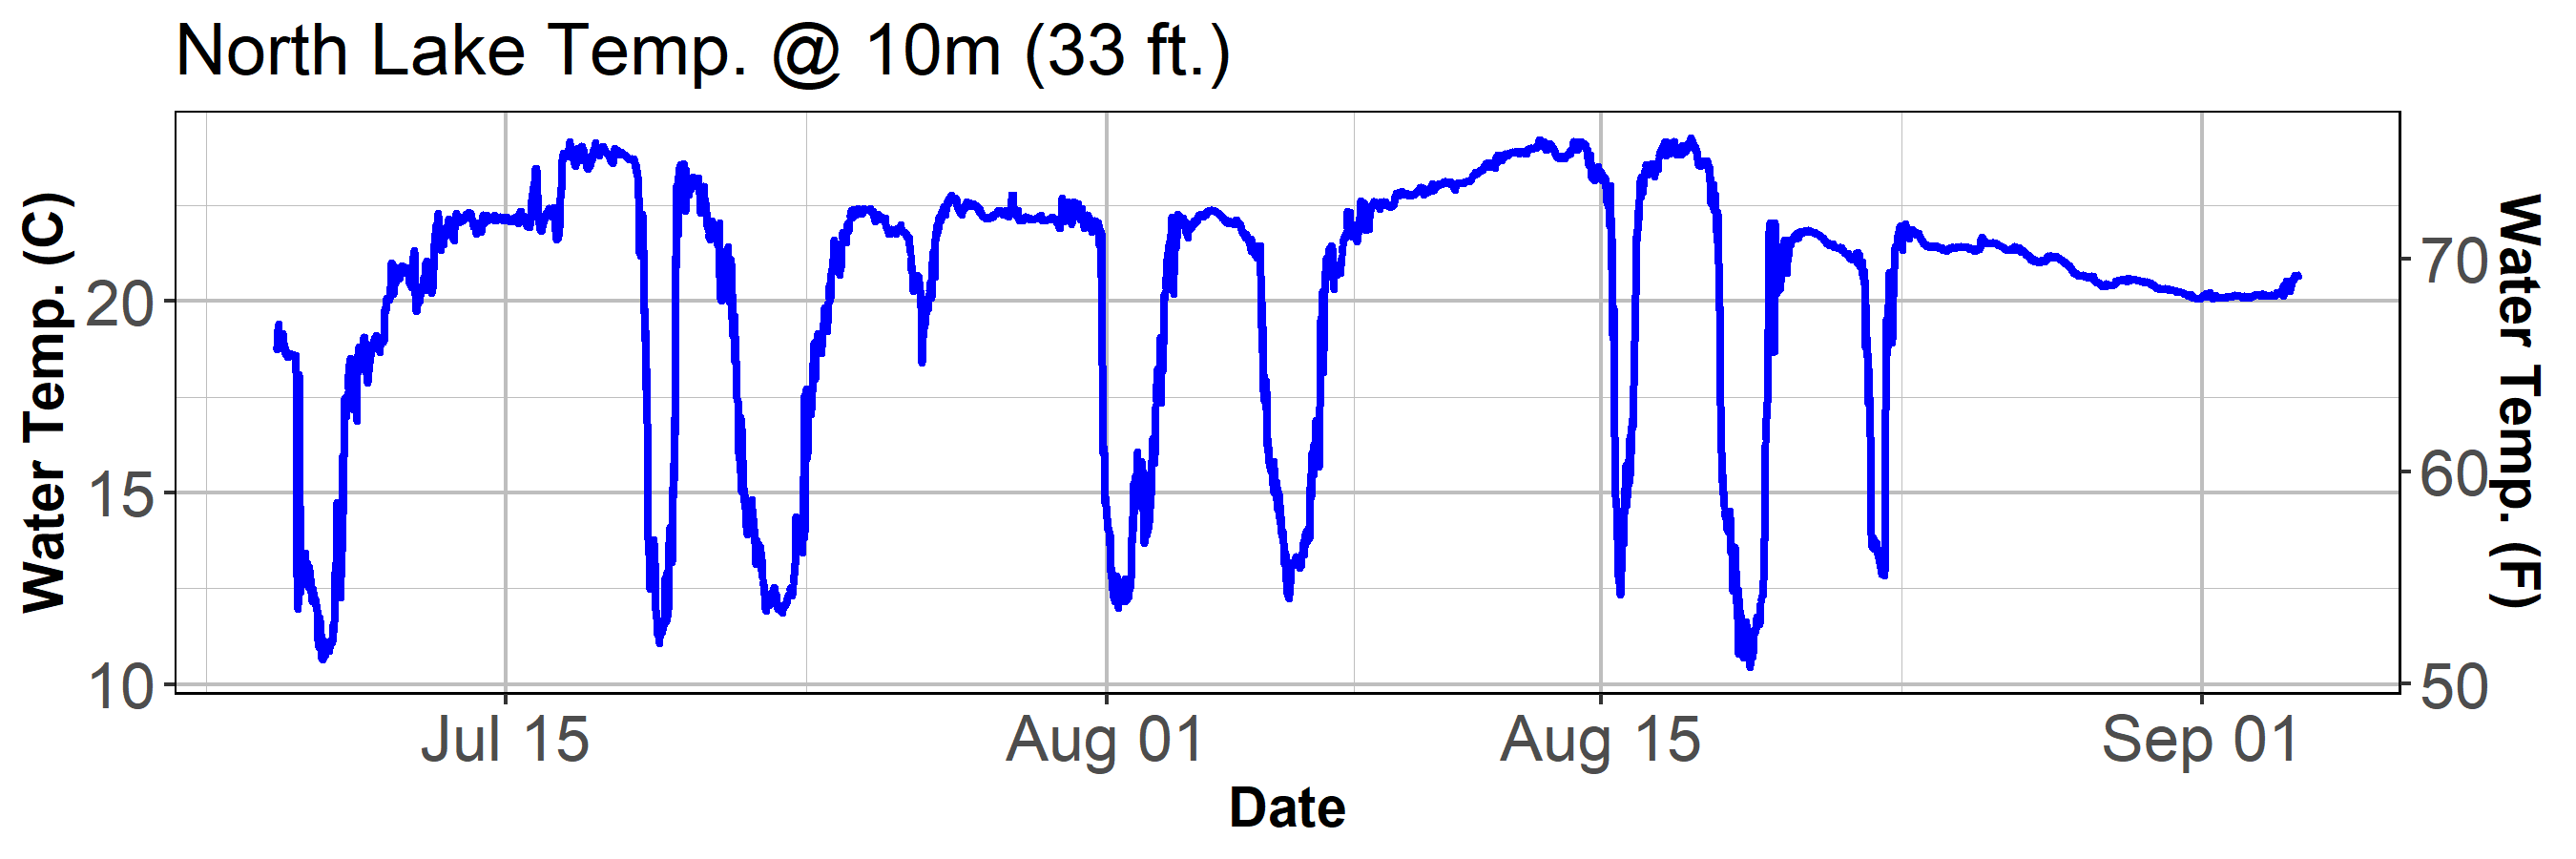 North Lake Temp. @ 10m (33 ft.)
Water Temp. (C)
20
15
10
70
60
50
Water Temp. (F)
Jul 15 Aug 01 Aug 15 Sep 01
Date